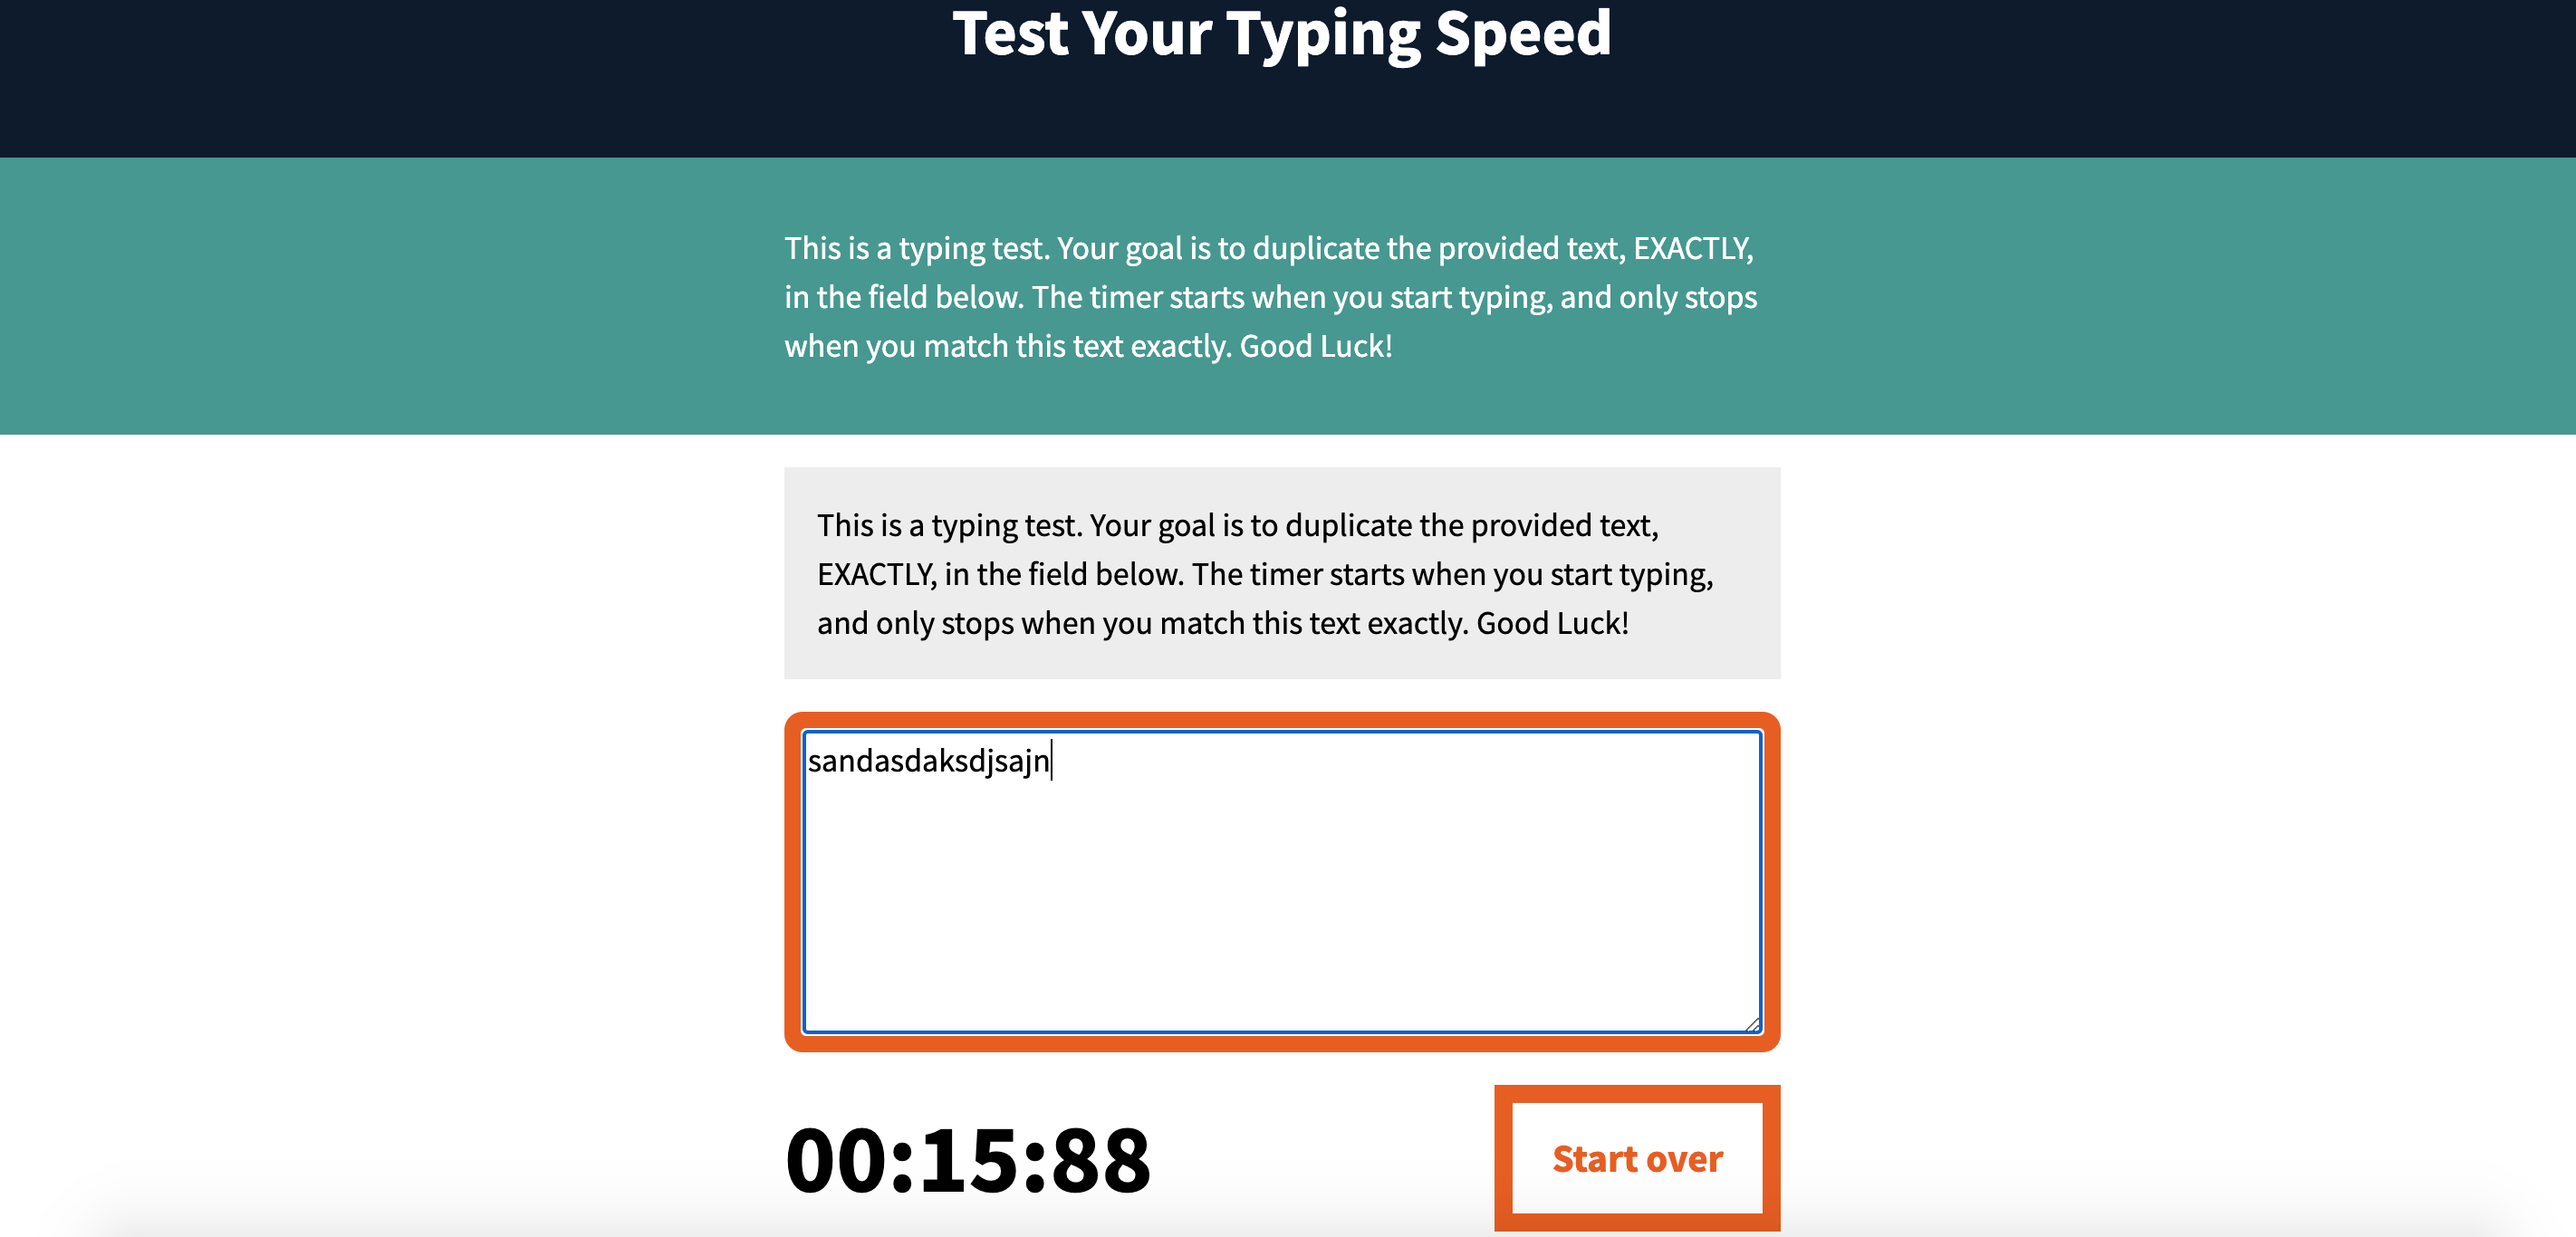 Test Your Typing Speed
This is a typing test. Your goal is to duplicate the provided text, EXACTLY,
in the field below. The timer starts when you start typing, and only stops
when you match this text exactly. Good Luck!
This is a typing test. Your goal is to duplicate the provided text,
EXACTLY, in the field below. The timer starts when you start typing,
and only stops when you match this text exactly. Good Luck!
sandasdaksdjsajn
00:15:88
Start over